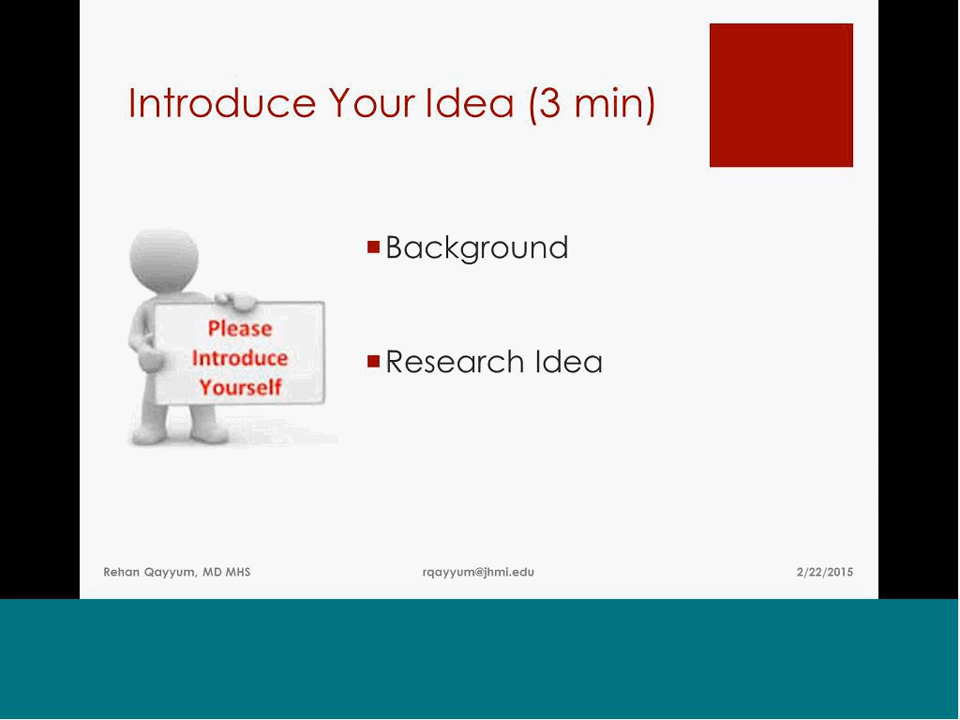 Introduce Your Idea (3 min)
Background
Please
Introduce
Yourself
Research Idea
Rehan Qayyum, MD MHS
rqayyum@jhmi.edu
2/22/2015